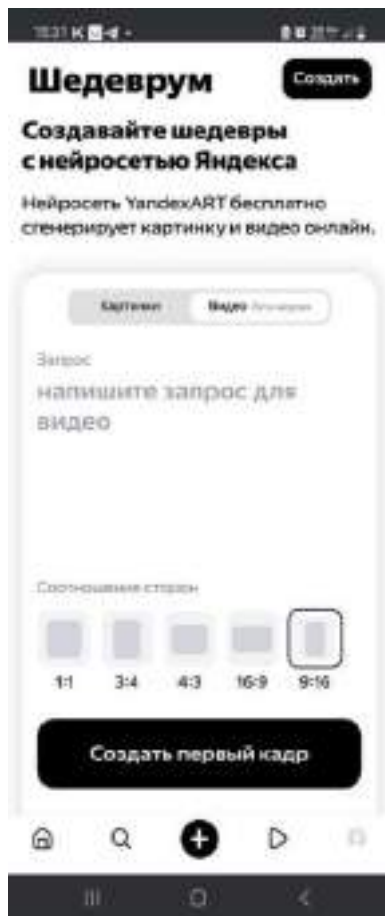 Шедеврум
Создать
Создавайте шедевры
с нейросетью Яндекса
Нейросеть YandexART бесплатно
сгенерирует картинку и видео онлайн.
Картинки Видео
Запрос
напишите запрос для
видео
Соотношение сторон
1:1 3:4 4:3 16:9 9:16
Создать первый кадр